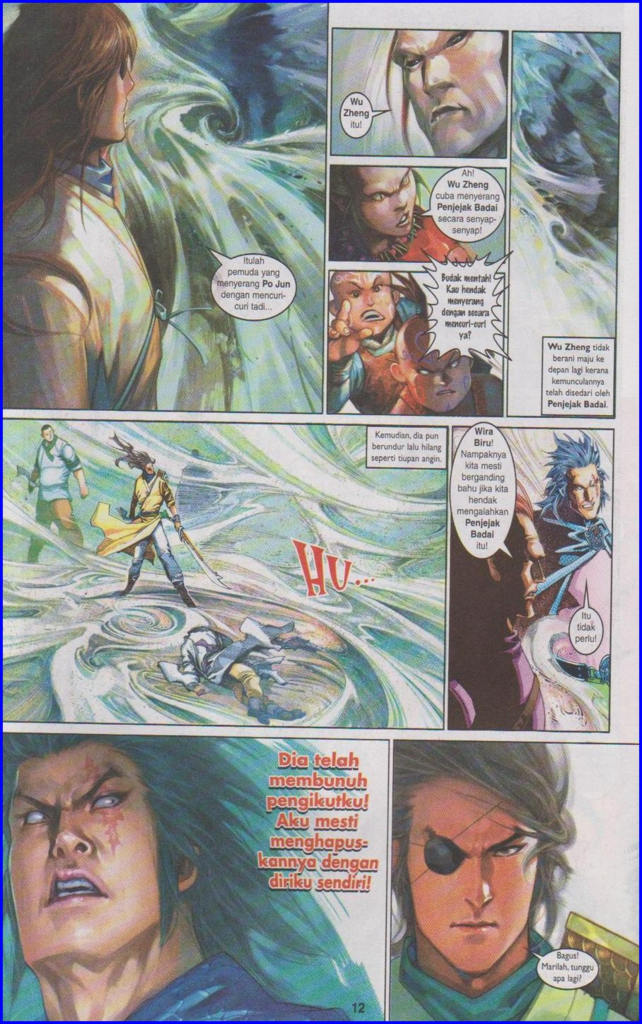 Itulah
pemuda yang
menyerang Po Jun
dengan mencuri-
curi tadi...
Wu
Zheng
itu!
Ah!
Wu Zheng
cuba menyerang
Penjejak Badai
secara senyap-
senyap!
Budak mentah!
Kau hendak
menyerang
dengan secara
mencuri-curi
ya?
Wu Zheng tidak
berani maju ke
depan lagi kerana
kemunculannya
telah disedari oleh
Penjejak Badai.
Kemudian, dia pun
berundur lalu hilang
seperti tiupan angin.
HU...
Wira
Biru!
Nampaknya
kita mesti
berganding
bahu jika kita
hendak
mengalahkan
Penjejak
Badai
itu!
Itu
tidak
perlu!
Dia telah
membunuh
pengikutku!
Aku mesti
menghapus-
kannya dengan
diriku sendiri!
Bagus!
Marilah, tunggu
apa lagi?
12